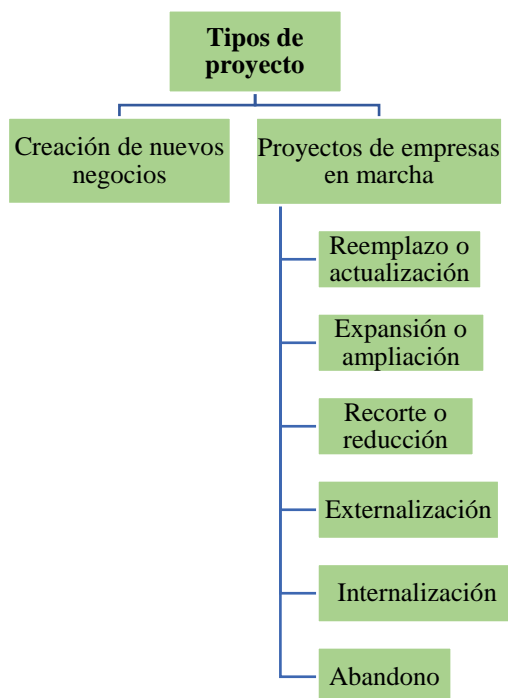 Tipos de
proyecto
Creación de nuevos
negocios
Proyectos de empresas
en marcha
Reemplazo o
actualización
Expansión o
ampliación
Recorte o
reducción
Externalización
Internalización
Abandono